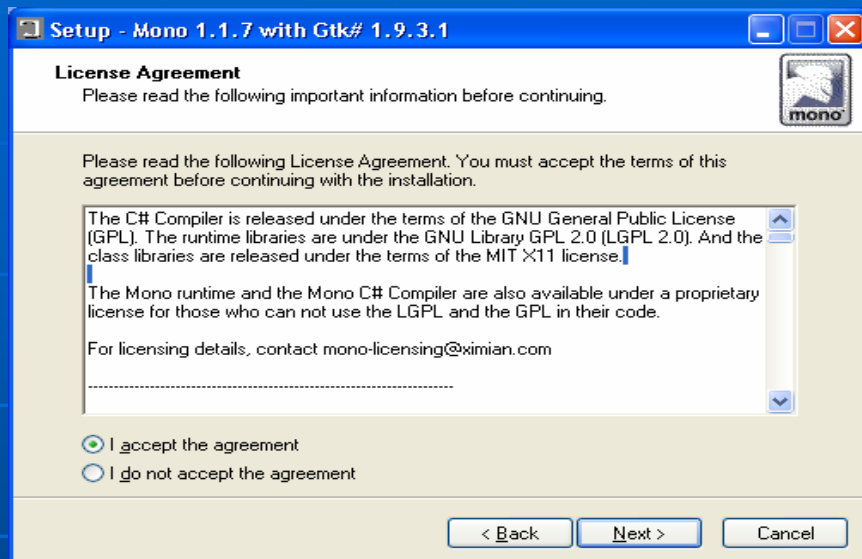 Setup - Mono 1.1.7 with Gtk# 1.9.3.1
License Agreement
Please read the following important information before continuing.
mono
Please read the following License Agreement. You must accept the terms of this
agreement before continuing with the installation.
The C# Compiler is released under the terms of the GNU General Public License
(GPL). The runtime libraries are under the GNU Library GPL 2.0 (LGPL 2.0). And the
class libraries are released under the terms of the MIT X11 license.
The Mono runtime and the Mono C# Compiler are also available under a proprietary
license for those who can not use the LGPL and the GPL in their code.
For licensing details, contact mono-licensing@ximian.com
-----------------------------------------------------------------------
I accept the agreement
I do not accept the agreement
< Back Next > Cancel